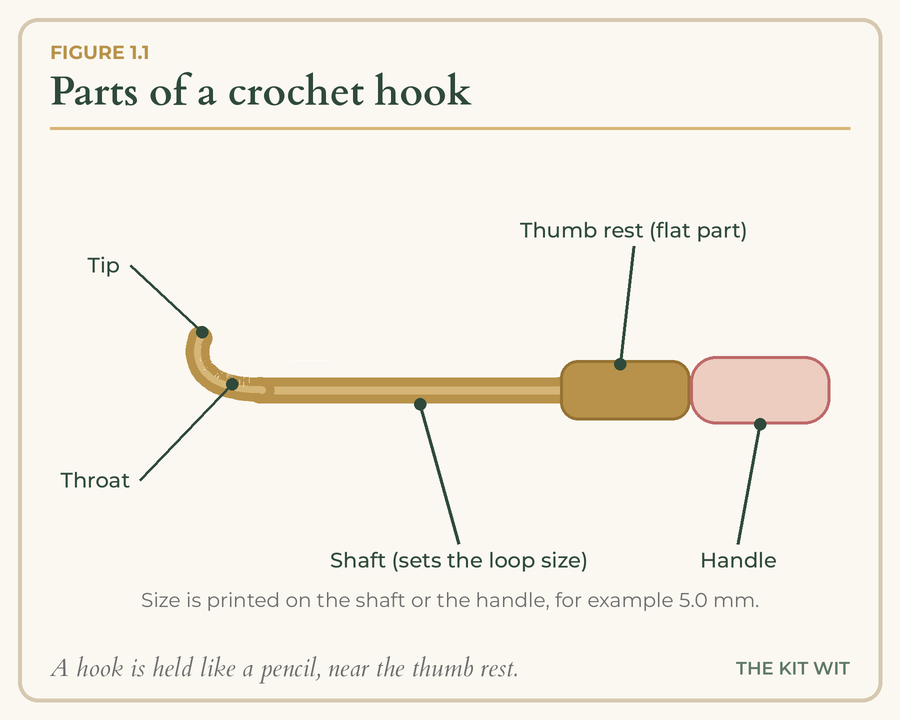 FIGURE 1.1
Parts of a crochet hook
Thumb rest (flat part)
Tip
Throat
Shaft (sets the loop size)
Handle
Size is printed on the shaft or the handle, for example 5.0 mm.
A hook is held like a pencil, near the thumb rest.
THE KIT WIT